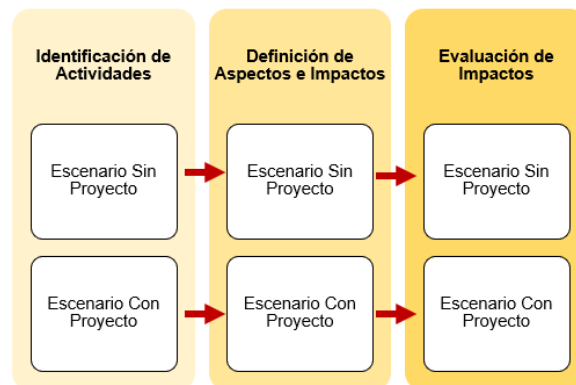 Identificación de
Actividades
Definición de
Aspectos e Impactos
Evaluación de
Impactos
Escenario Sin
Proyecto
Escenario Sin
Proyecto
Escenario Sin
Proyecto
Escenario Con
Proyecto
Escenario Con
Proyecto
Escenario Con
Proyecto